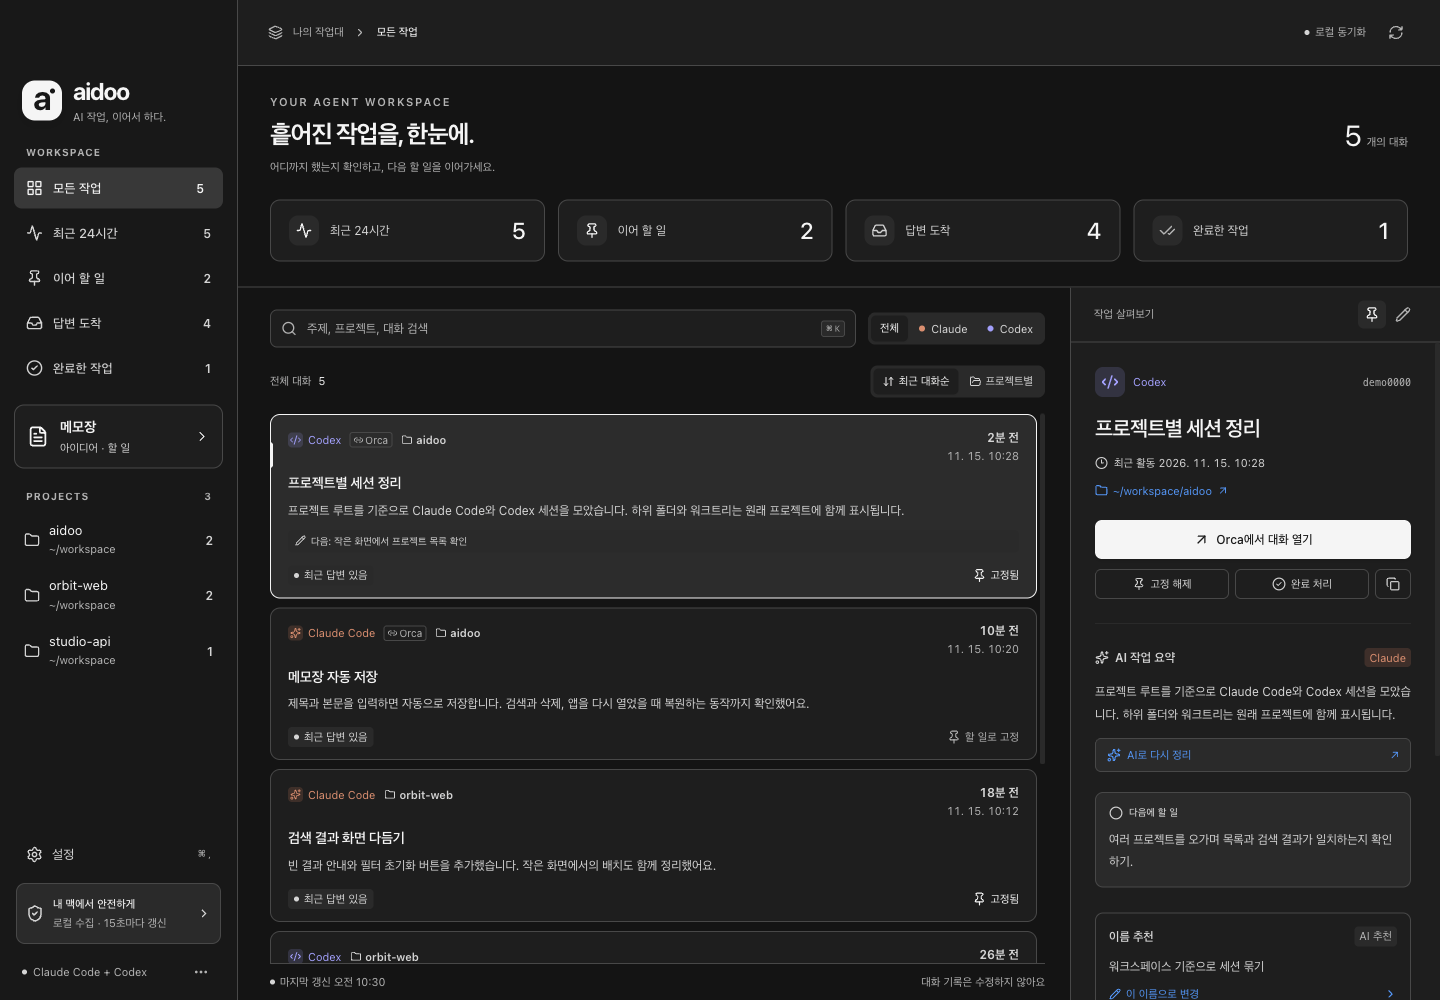 aidoo
AI 작업, 이어서 하다.
WORKSPACE
모든 작업 5
최근 24시간 5
이어 할 일 2
답변 도착 4
완료한 작업 1
메모장
아이디어 · 할 일
PROJECTS 3
aidoo
~/workspace
2
orbit-web
~/workspace
2
studio-api
~/workspace
1
설정 ⌘ ,
내 맥에서 안전하게
로컬 수집 · 15초마다 갱신
Claude Code + Codex
나의 작업대 > 모든 작업
로컬 동기화
YOUR AGENT WORKSPACE
흩어진 작업을, 한눈에.
어디까지 했는지 확인하고, 다음 할 일을 이어가세요.
5 개의 대화
최근 24시간 5
이어 할 일 2
답변 도착 4
완료한 작업 1
주제, 프로젝트, 대화 검색 ⌘ K
전체 Claude Codex
전체 대화 5
최근 대화순 프로젝트별
Codex Orca aidoo 2분 전
11. 15. 10:28
프로젝트별 세션 정리
프로젝트 루트를 기준으로 Claude Code와 Codex 세션을 모았습니다. 하위 폴더와 워크트리는 원래 프로젝트에 함께 표시됩니다.
다음: 작은 화면에서 프로젝트 목록 확인
최근 답변 있음 고정됨
Claude Code Orca aidoo 10분 전
11. 15. 10:20
메모장 자동 저장
제목과 본문을 입력하면 자동으로 저장합니다. 검색과 삭제, 앱을 다시 열었을 때 복원하는 동작까지 확인했어요.
최근 답변 있음 할 일로 고정
Claude Code orbit-web 18분 전
11. 15. 10:12
검색 결과 화면 다듬기
빈 결과 안내와 필터 초기화 버튼을 추가했습니다. 작은 화면에서의 배치도 함께 정리했어요.
최근 답변 있음 고정됨
Codex orbit-web 26분 전
마지막 갱신 오전 10:30
대화 기록은 수정하지 않아요
작업 살펴보기
Codex demo0000
프로젝트별 세션 정리
최근 활동 2026. 11. 15. 10:28
~/workspace/aidoo
Orca에서 대화 열기
고정 해제 완료 처리
AI 작업 요약 Claude
프로젝트 루트를 기준으로 Claude Code와 Codex 세션을 모았습
니다. 하위 폴더와 워크트리는 원래 프로젝트에 함께 표시됩니다.
AI로 다시 정리
다음에 할 일
여러 프로젝트를 오가며 목록과 검색 결과가 일치하는지 확인
하기.
이름 추천 AI 추천
워크스페이스 기준으로 세션 묶기
이 이름으로 변경